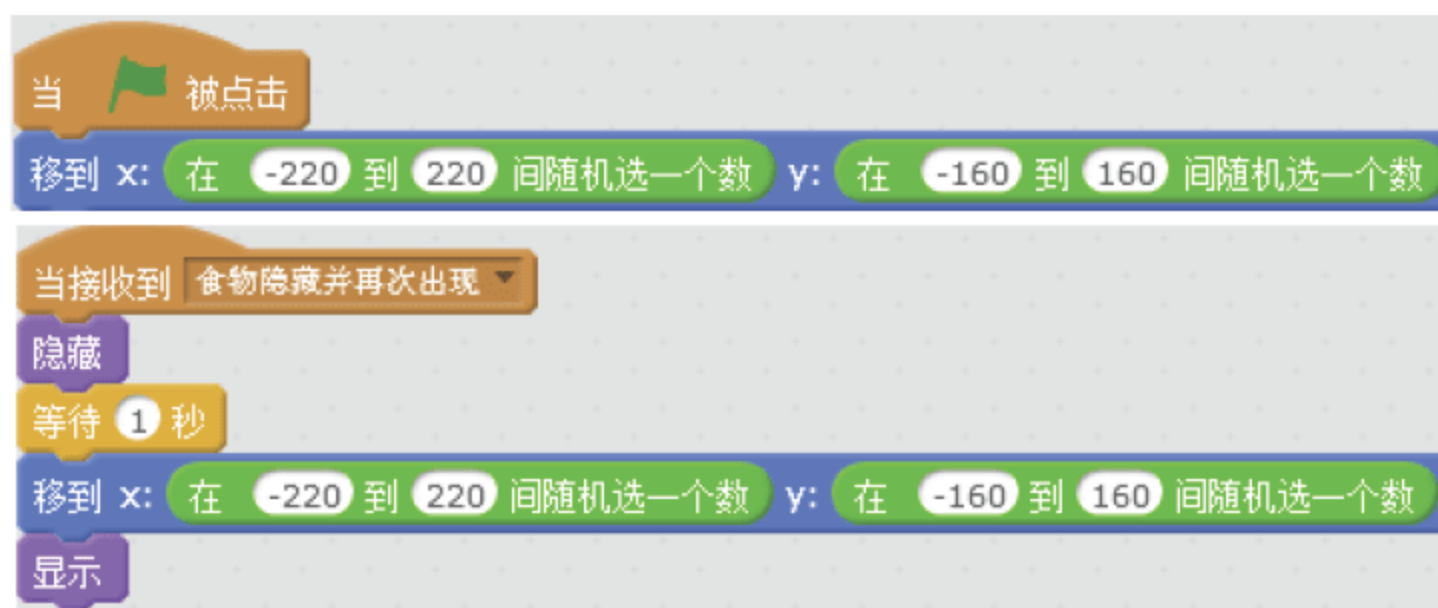 当 被点击
移到 x: 在 -220 到 220 间随机选一个数 y: 在 -160 到 160 间随机选一个数
当接收到 食物隐藏并再次出现
隐藏
等待 1 秒
移到 x: 在 -220 到 220 间随机选一个数 y: 在 -160 到 160 间随机选一个数
显示